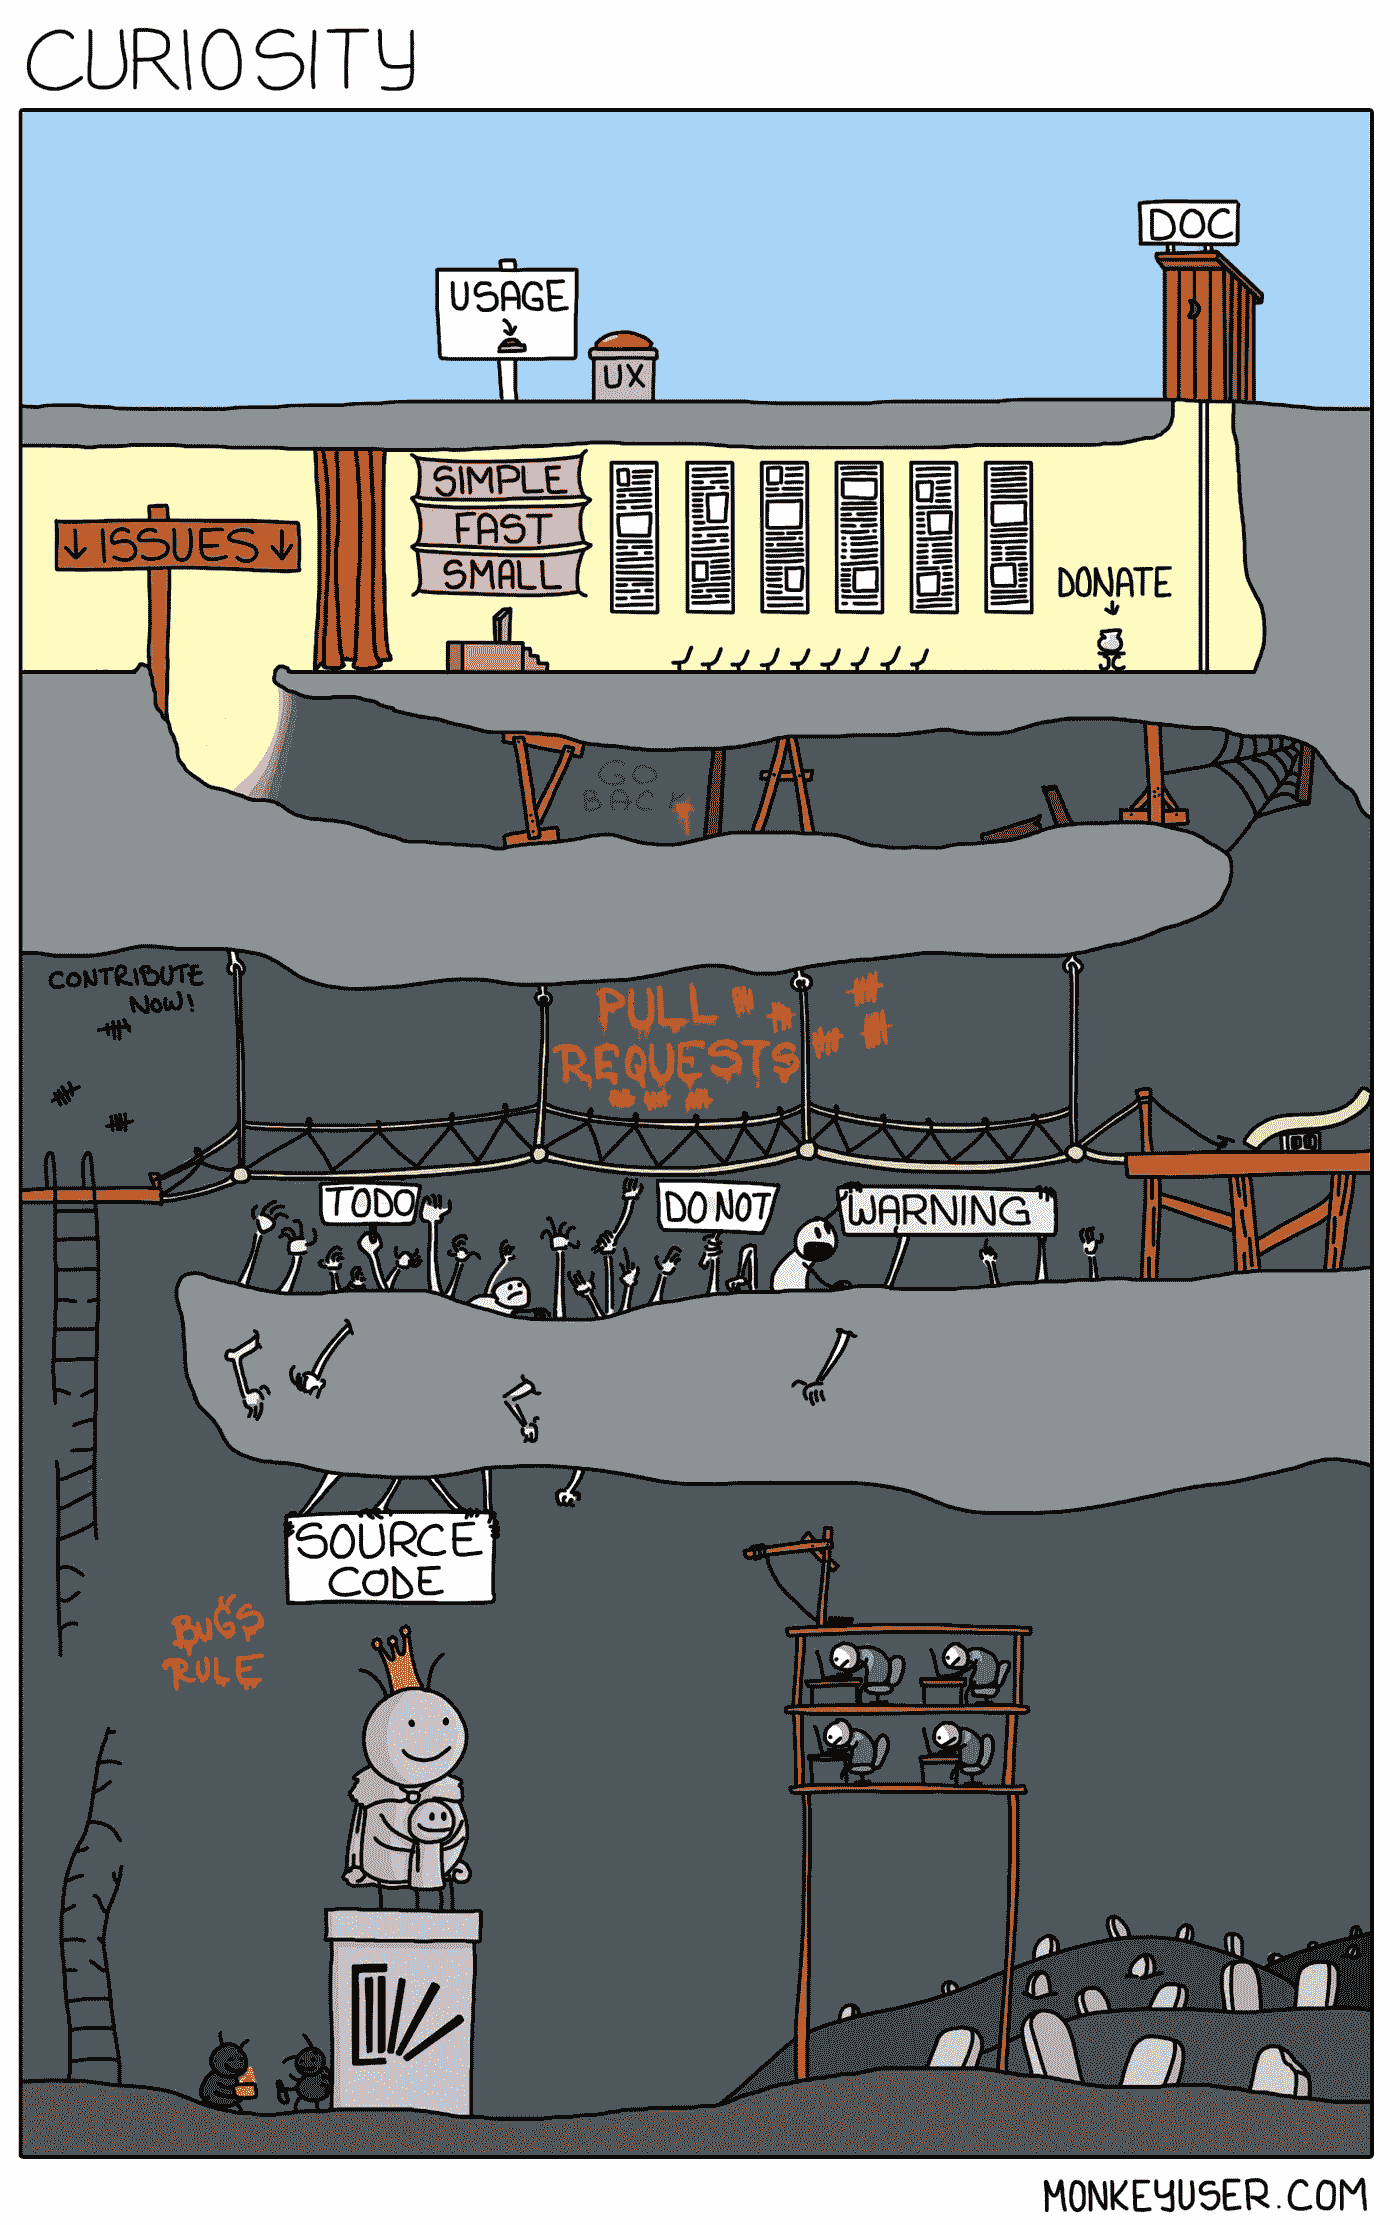 CURIOSITY
DOC
USAGE
UX
SIMPLE
FAST
SMALL
↓ ISSUES ↓
DONATE
GO
BACK
CONTRIBUTE
NOW!
PULL
REQUESTS
TODO
DO NOT
WARNING
SOURCE
CODE
BUGS
RULE
MONKEYUSER.COM